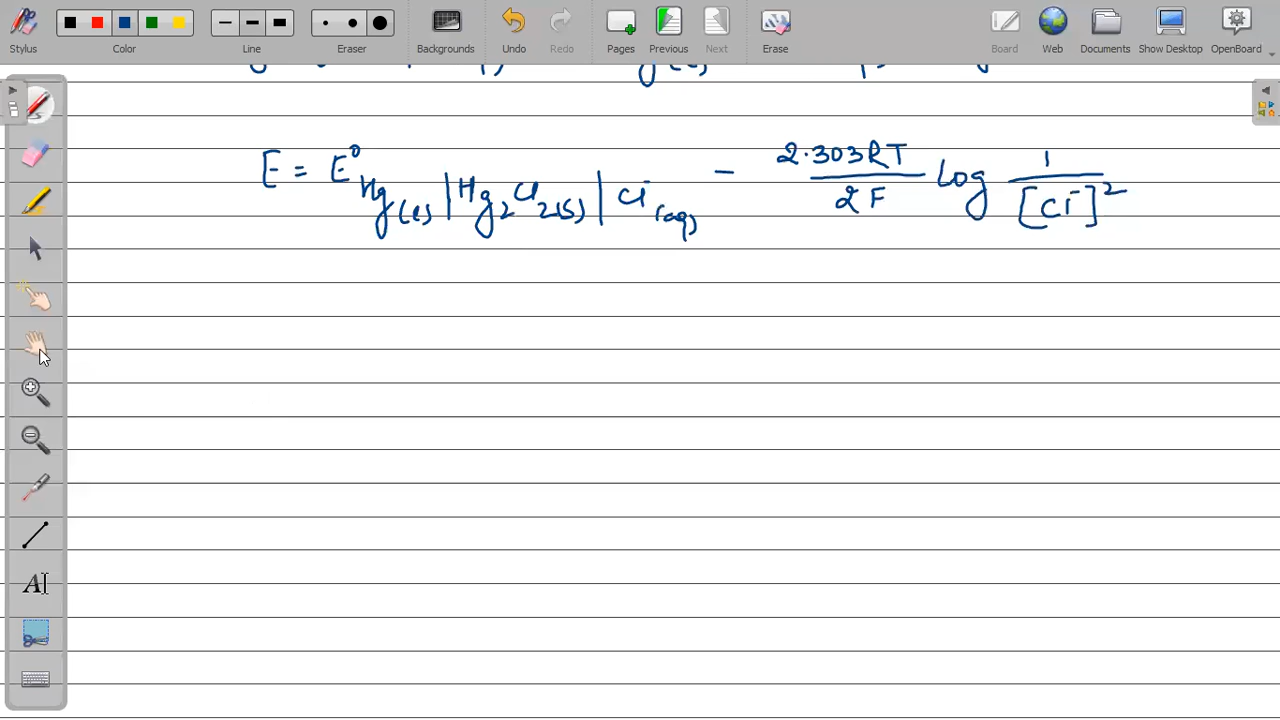 Stylus Color Line Eraser Backgrounds Undo Redo Pages Previous Next Erase Board Web Documents Show Desktop OpenBoard
E = E⁰ Hg(l) | Hg₂Cl₂(s) | Cl⁻(aq) − 2.303RT / 2F log 1 / [Cl⁻]²